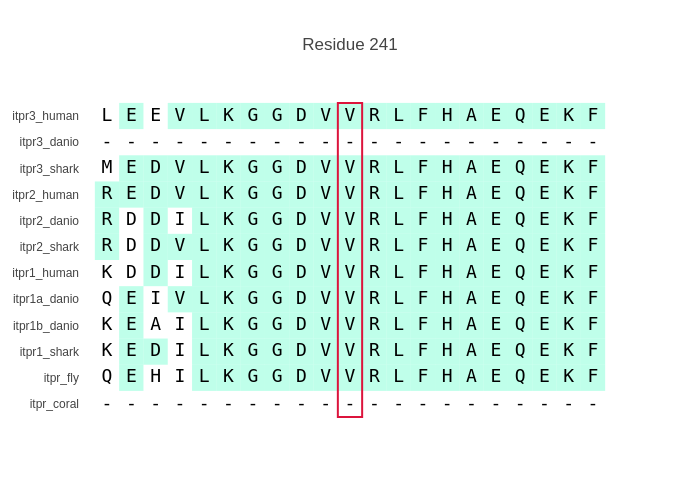 Residue 241
itpr3_human L E E V L K G G D V V R L F H A E Q E K F
itpr3_danio - - - - - - - - - - - - - - - - - - - - -
itpr3_shark M E D V L K G G D V V R L F H A E Q E K F
itpr2_human R E D V L K G G D V V R L F H A E Q E K F
itpr2_danio R D D I L K G G D V V R L F H A E Q E K F
itpr2_shark R D D V L K G G D V V R L F H A E Q E K F
itpr1_human K D D I L K G G D V V R L F H A E Q E K F
itpr1a_danio Q E I V L K G G D V V R L F H A E Q E K F
itpr1b_danio K E A I L K G G D V V R L F H A E Q E K F
itpr1_shark K E D I L K G G D V V R L F H A E Q E K F
itpr_fly Q E H I L K G G D V V R L F H A E Q E K F
itpr_coral - - - - - - - - - - - - - - - - - - - - -